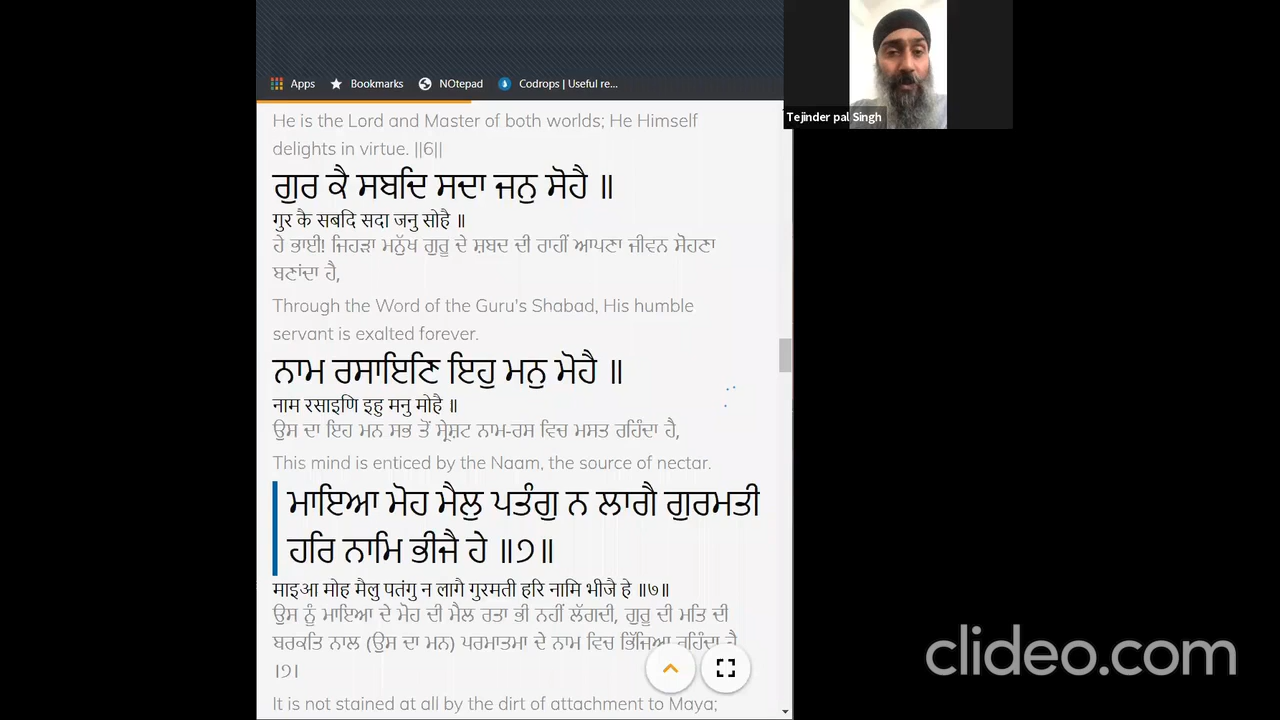 Apps Bookmarks NOtepad Codrops | Useful re...
Tejinder pal Singh
He is the Lord and Master of both worlds; He Himself
delights in virtue. ||6||
ਗੁਰ ਕੈ ਸਬਦਿ ਸਦਾ ਜਨੁ ਸੋਹੈ ॥
गुर कै सबदि सदा जनु सोहै ॥
ਹੇ ਭਾਈ! ਜਿਹੜਾ ਮਨੁੱਖ ਗੁਰੂ ਦੇ ਸ਼ਬਦ ਦੀ ਰਾਹੀਂ ਆਪਣਾ ਜੀਵਨ ਸੋਹਣਾ
ਬਣਾਂਦਾ ਹੈ,
Through the Word of the Guru's Shabad, His humble
servant is exalted forever.
ਨਾਮ ਰਸਾਇਣਿ ਇਹੁ ਮਨੁ ਮੋਹੈ ॥
नाम रसाइणि इहु मनु मोहै ॥
ਉਸ ਦਾ ਇਹ ਮਨ ਸਭ ਤੋਂ ਸ੍ਰੇਸ਼ਟ ਨਾਮ-ਰਸ ਵਿਚ ਮਸਤ ਰਹਿੰਦਾ ਹੈ,
This mind is enticed by the Naam, the source of nectar.
ਮਾਇਆ ਮੋਹ ਮੈਲੁ ਪਤੰਗੁ ਨ ਲਾਗੈ ਗੁਰਮਤੀ
ਹਰਿ ਨਾਮਿ ਭੀਜੈ ਹੇ ॥੭॥
माइआ मोह मैलु पतंगु न लागै गुरमती हरि नामि भीजै हे ॥७॥
ਉਸ ਨੂੰ ਮਾਇਆ ਦੇ ਮੋਹ ਦੀ ਮੈਲ ਰਤਾ ਭੀ ਨਹੀਂ ਲੱਗਦੀ, ਗੁਰੂ ਦੀ ਮਤਿ ਦੀ
ਬਰਕਤਿ ਨਾਲ (ਉਸ ਦਾ ਮਨ) ਪਰਮਾਤਮਾ ਦੇ ਨਾਮ ਵਿਚ ਭਿੱਜਿਆ ਰਹਿੰਦਾ ਹੈ
।੭।
It is not stained at all by the dirt of attachment to Maya;
clideo.com